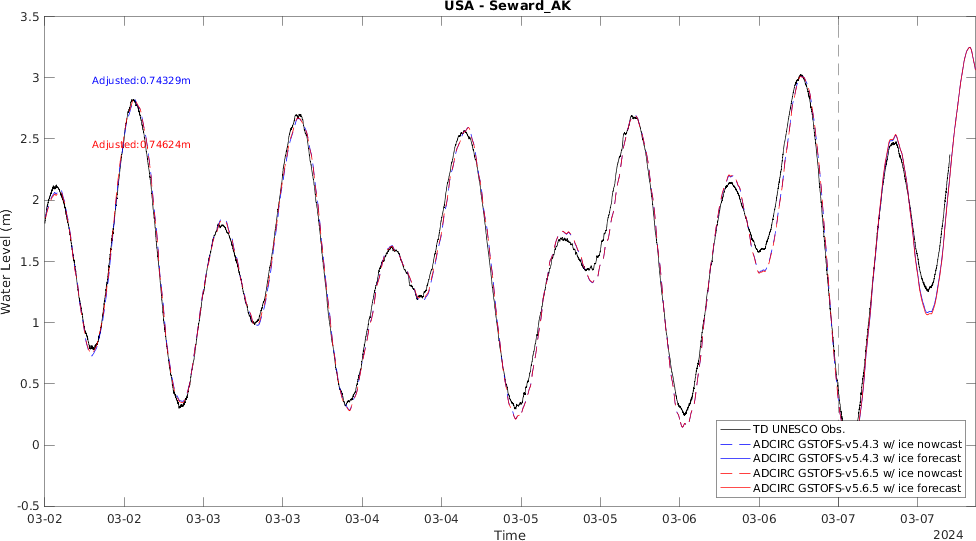 USA - Seward_AK
3.5
3
2.5
2
1.5
1
0.5
0
-0.5
Water Level (m)
Adjusted:0.74329m
Adjusted:0.74624m
TD UNESCO Obs.
ADCIRC GSTOFS-v5.4.3 w/ ice nowcast
ADCIRC GSTOFS-v5.4.3 w/ ice forecast
ADCIRC GSTOFS-v5.6.5 w/ ice nowcast
ADCIRC GSTOFS-v5.6.5 w/ ice forecast
03-02 03-02 03-03 03-03 03-04 03-04 03-05 03-05 03-06 03-06 03-07 03-07
Time
2024